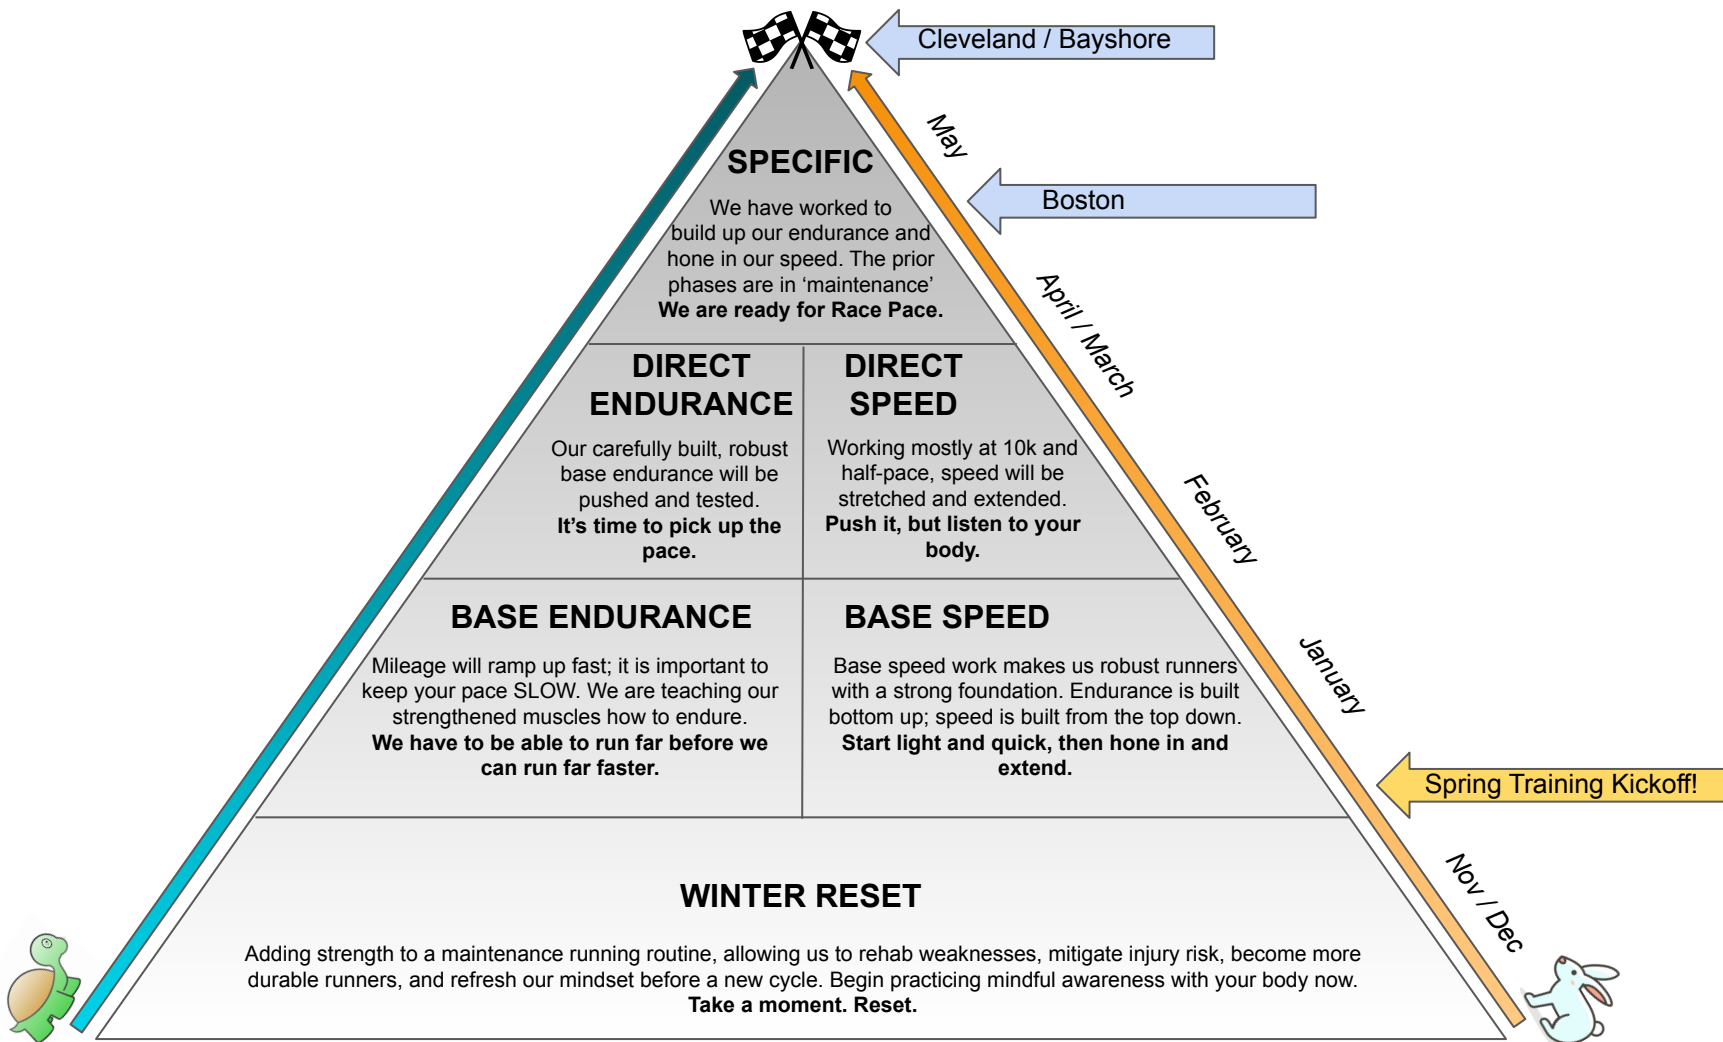 Cleveland / Bayshore
May
SPECIFIC
We have worked to
build up our endurance and
hone in our speed. The prior
phases are in ‘maintenance’
We are ready for Race Pace.
Boston
April / March
DIRECT
ENDURANCE
Our carefully built, robust
base endurance will be
pushed and tested.
It’s time to pick up the
pace.
DIRECT
SPEED
Working mostly at 10k and
half-pace, speed will be
stretched and extended.
Push it, but listen to your
body.
February
BASE ENDURANCE
Mileage will ramp up fast; it is important to
keep your pace SLOW. We are teaching our
strengthened muscles how to endure.
We have to be able to run far before we
can run far faster.
BASE SPEED
Base speed work makes us robust runners
with a strong foundation. Endurance is built
bottom up; speed is built from the top down.
Start light and quick, then hone in and
extend.
January
Spring Training Kickoff!
Nov / Dec
WINTER RESET
Adding strength to a maintenance running routine, allowing us to rehab weaknesses, mitigate injury risk, become more
durable runners, and refresh our mindset before a new cycle. Begin practicing mindful awareness with your body now.
Take a moment. Reset.